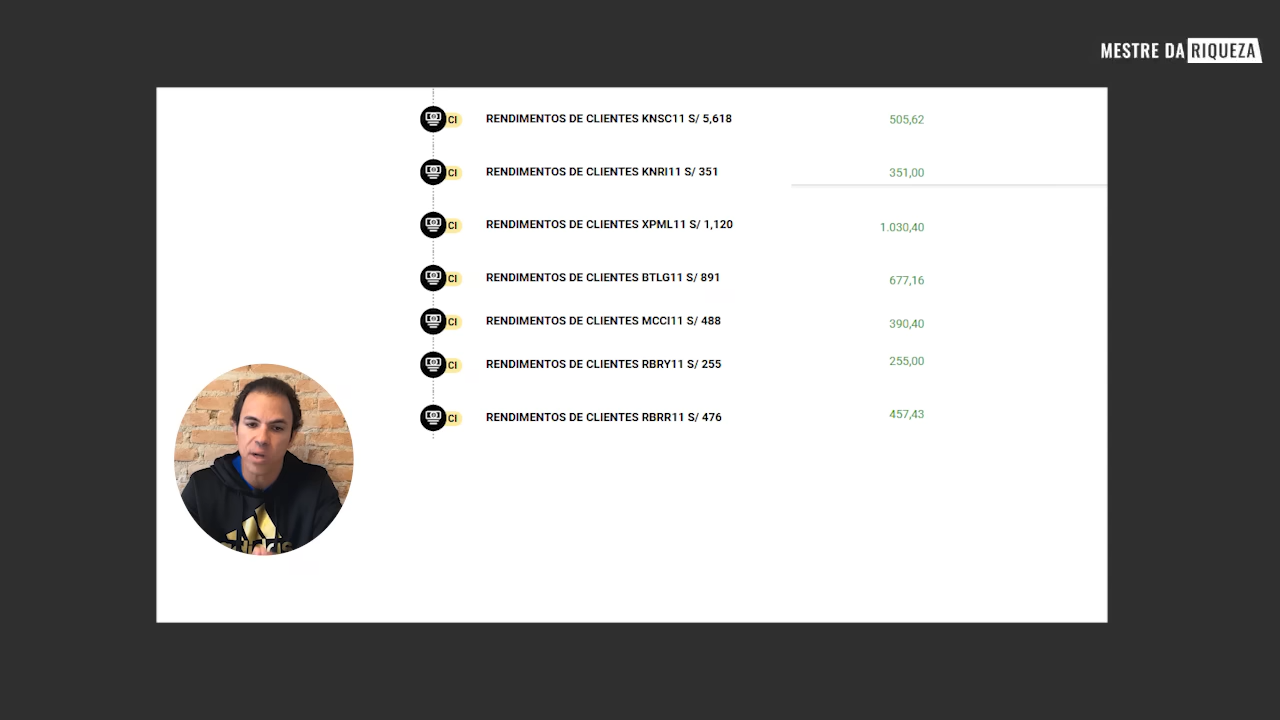 MESTRE DA RIQUEZA
CI RENDIMENTOS DE CLIENTES KNSC11 S/ 5,618 505,62
CI RENDIMENTOS DE CLIENTES KNRI11 S/ 351 351,00
CI RENDIMENTOS DE CLIENTES XPML11 S/ 1,120 1.030,40
CI RENDIMENTOS DE CLIENTES BTLG11 S/ 891 677,16
CI RENDIMENTOS DE CLIENTES MCCI11 S/ 488 390,40
CI RENDIMENTOS DE CLIENTES RBRY11 S/ 255 255,00
CI RENDIMENTOS DE CLIENTES RBRR11 S/ 476 457,43
adidas